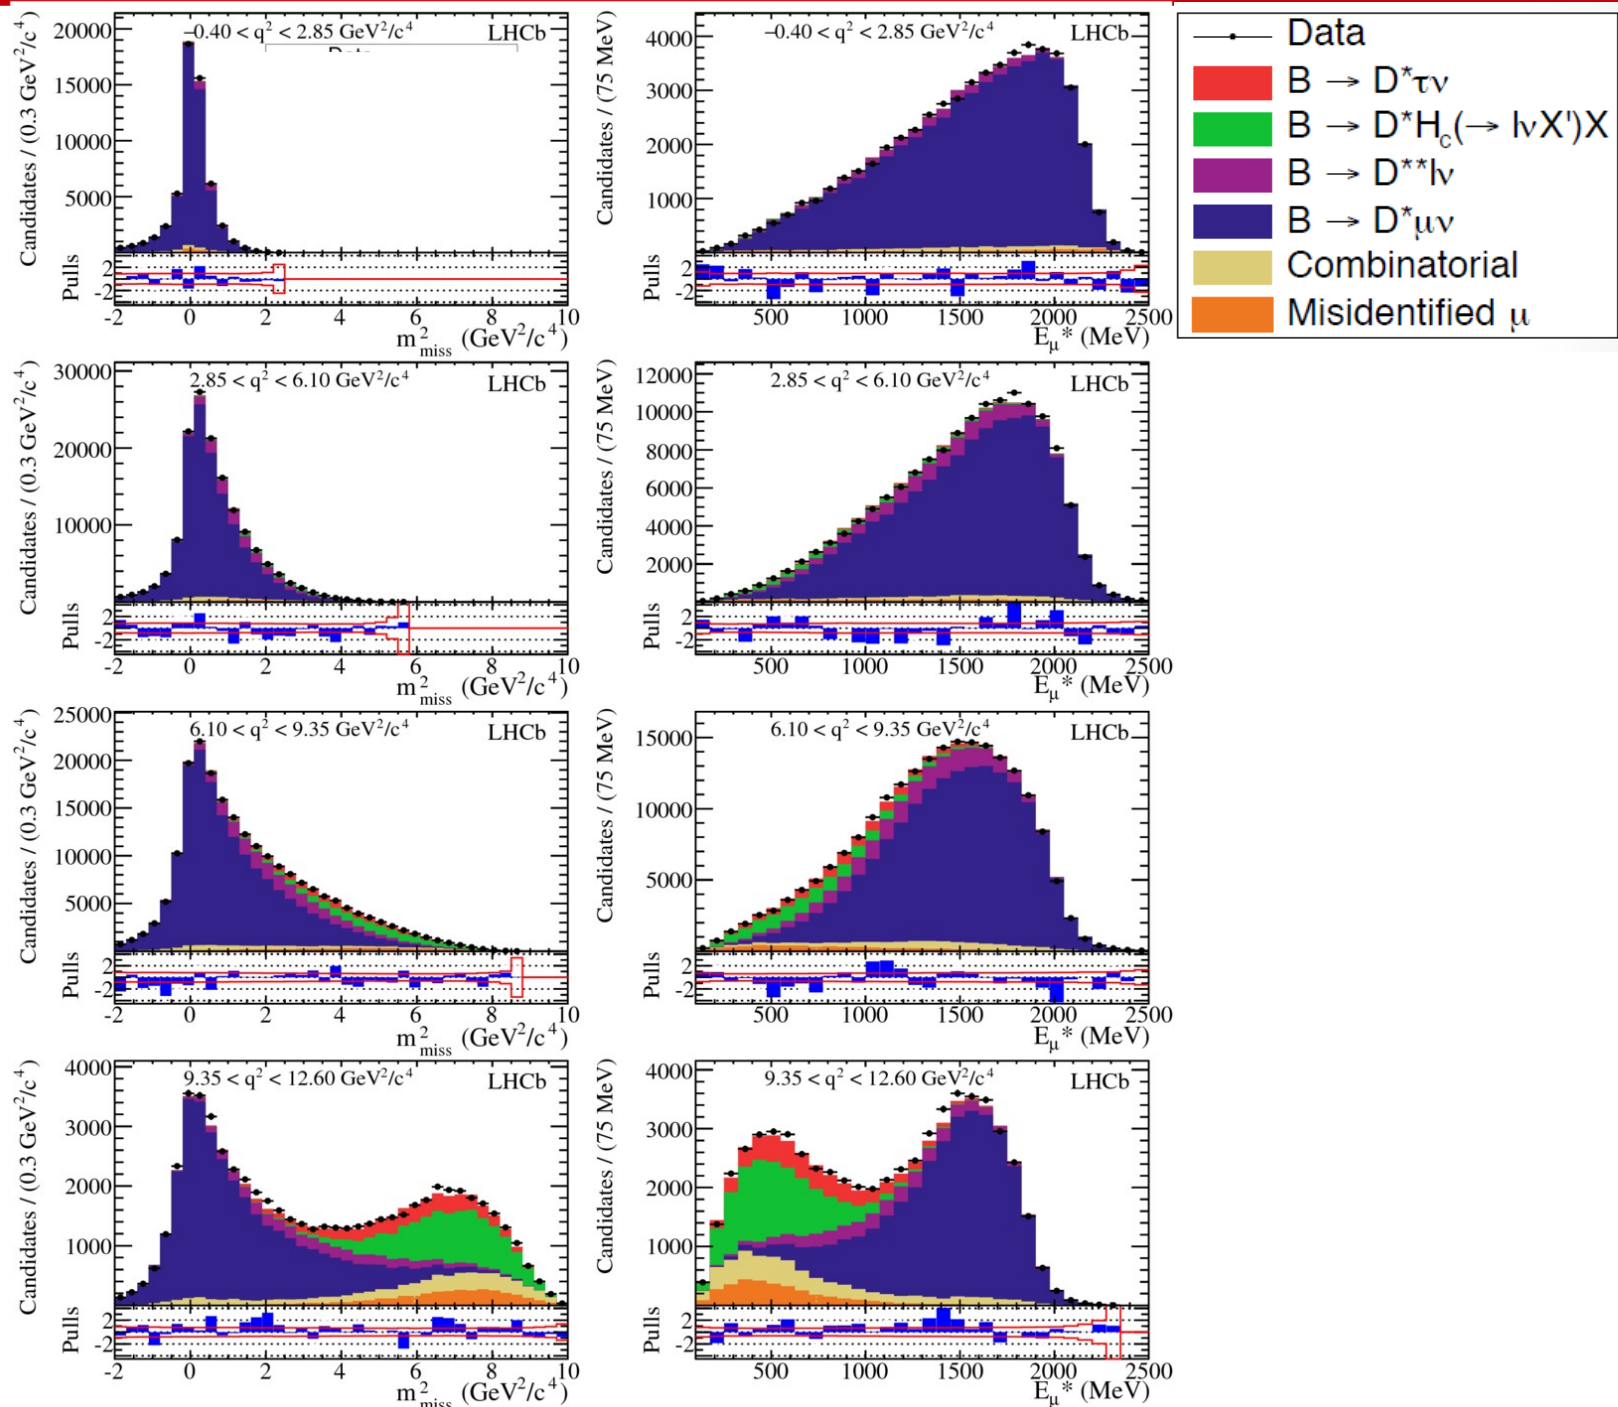 −0.40 < q² < 2.85 GeV²/c⁴
LHCb
Candidates / (0.3 GeV²/c⁴)
20000
15000
10000
5000
Pulls
2
-2
-2 0 2 4 6 8 10
m²miss (GeV²/c⁴)
−0.40 < q² < 2.85 GeV²/c⁴
LHCb
Candidates / (75 MeV)
4000
3000
2000
1000
Pulls
2
-2
500 1000 1500 2000 2500
Eμ* (MeV)
Data
B → D*τν
B → D*Hc(→ lνX')X
B → D**lν
B → D*μν
Combinatorial
Misidentified μ
2.85 < q² < 6.10 GeV²/c⁴
LHCb
Candidates / (0.3 GeV²/c⁴)
30000
20000
10000
Pulls
2
-2
-2 0 2 4 6 8 10
m²miss (GeV²/c⁴)
2.85 < q² < 6.10 GeV²/c⁴
LHCb
Candidates / (75 MeV)
12000
10000
8000
6000
4000
2000
Pulls
2
-2
500 1000 1500 2000 2500
Eμ* (MeV)
6.10 < q² < 9.35 GeV²/c⁴
LHCb
Candidates / (0.3 GeV²/c⁴)
25000
20000
15000
10000
5000
Pulls
2
-2
-2 0 2 4 6 8 10
m²miss (GeV²/c⁴)
6.10 < q² < 9.35 GeV²/c⁴
LHCb
Candidates / (75 MeV)
15000
10000
5000
Pulls
2
-2
500 1000 1500 2000 2500
Eμ* (MeV)
9.35 < q² < 12.60 GeV²/c⁴
LHCb
Candidates / (0.3 GeV²/c⁴)
4000
3000
2000
1000
Pulls
2
-2
-2 0 2 4 6 8 10
m²miss (GeV²/c⁴)
9.35 < q² < 12.60 GeV²/c⁴
LHCb
Candidates / (75 MeV)
4000
3000
2000
1000
Pulls
2
-2
500 1000 1500 2000 2500
Eμ* (MeV)